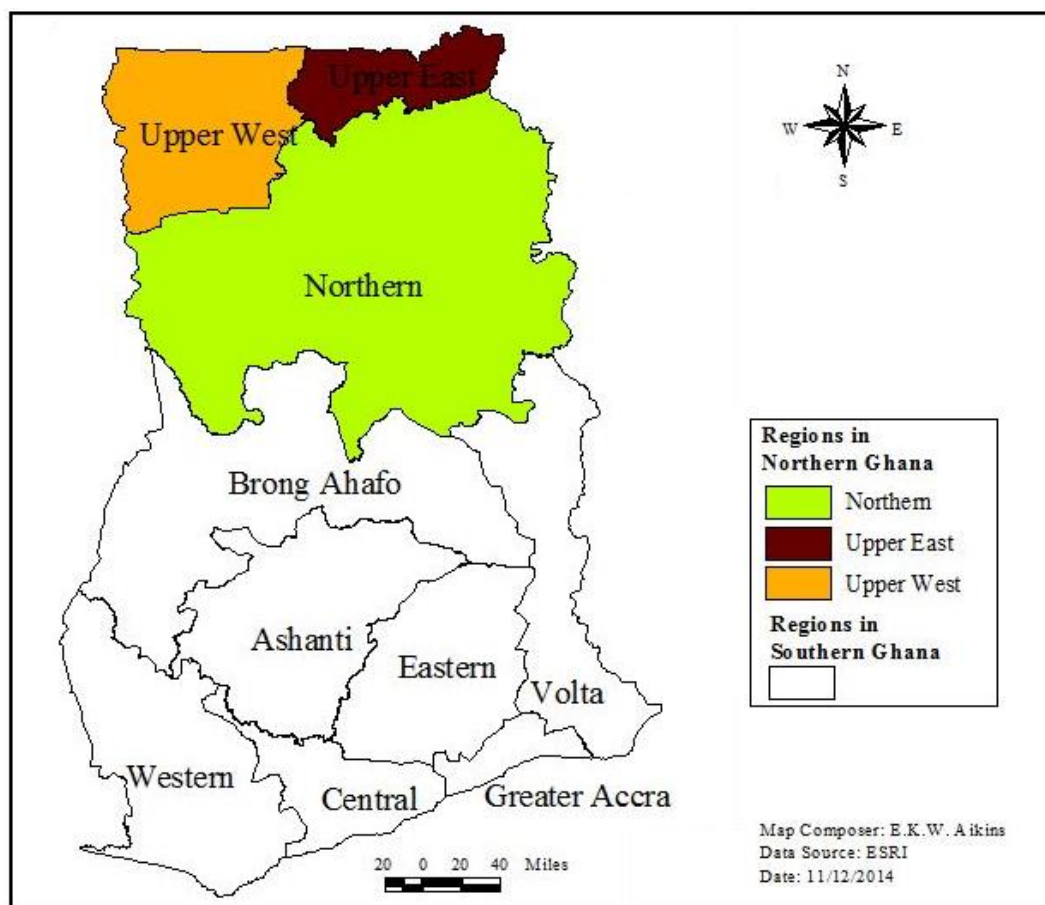 Upper East
Upper West
Northern
Brong Ahafo
Ashanti
Eastern
Volta
Western
Central
Greater Accra
N
W
E
S
Regions in
Northern Ghana
Northern
Upper East
Upper West
Regions in
Southern Ghana
20 0 20 40 Miles
Map Composer: E.K.W. Aikins
Data Source: ESRI
Date: 11/12/2014